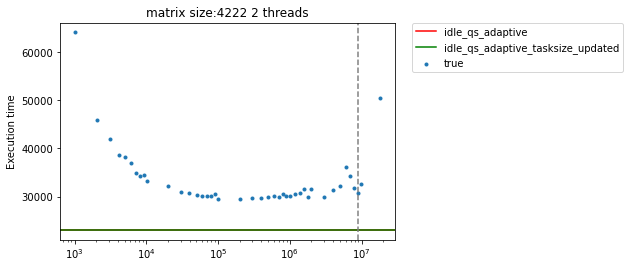 matrix size:4222 2 threads
idle_qs_adaptive
idle_qs_adaptive_tasksize_updated
true
Execution time
60000
50000
40000
30000
10³
10⁴
10⁵
10⁶
10⁷